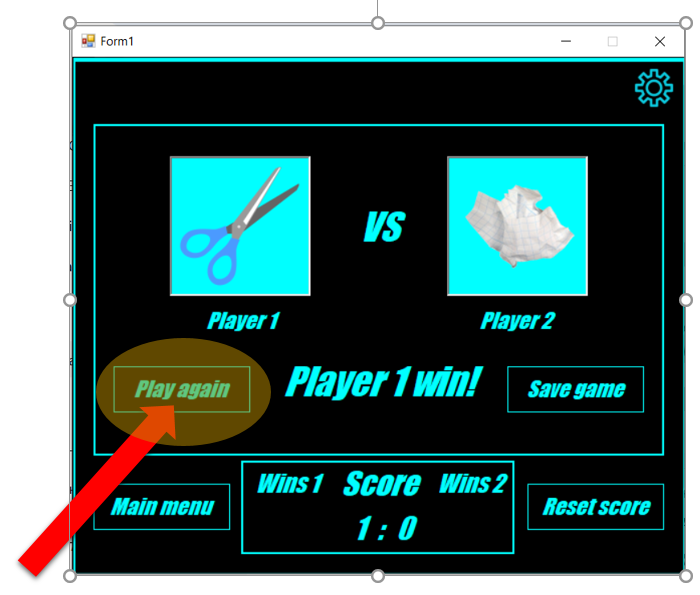 Form1
VS
Player 1
Player 2
Play again
Player 1 win!
Save game
Main menu
Wins 1
Score
Wins 2
1 : 0
Reset score